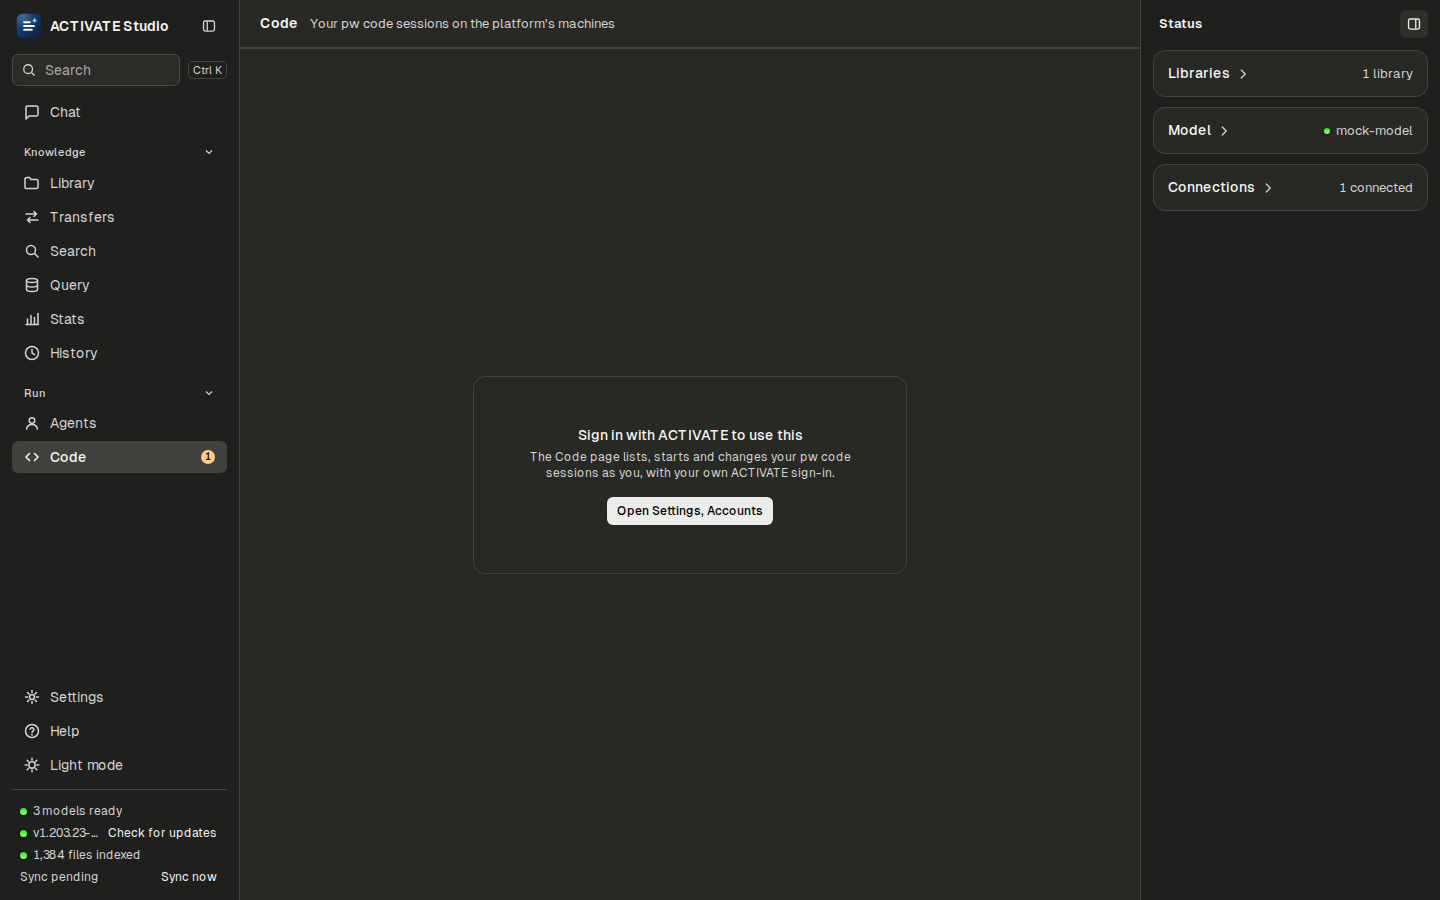 ACTIVATE Studio
Search
Ctrl K
Chat
Knowledge
Library
Transfers
Search
Query
Stats
History
Run
Agents
Code
1
Settings
Help
Light mode
3 models ready
v1.203.23-... Check for updates
1,384 files indexed
Sync pending Sync now
Code Your pw code sessions on the platform's machines
Sign in with ACTIVATE to use this
The Code page lists, starts and changes your pw code
sessions as you, with your own ACTIVATE sign-in.
Open Settings, Accounts
Status
Libraries 1 library
Model mock-model
Connections 1 connected